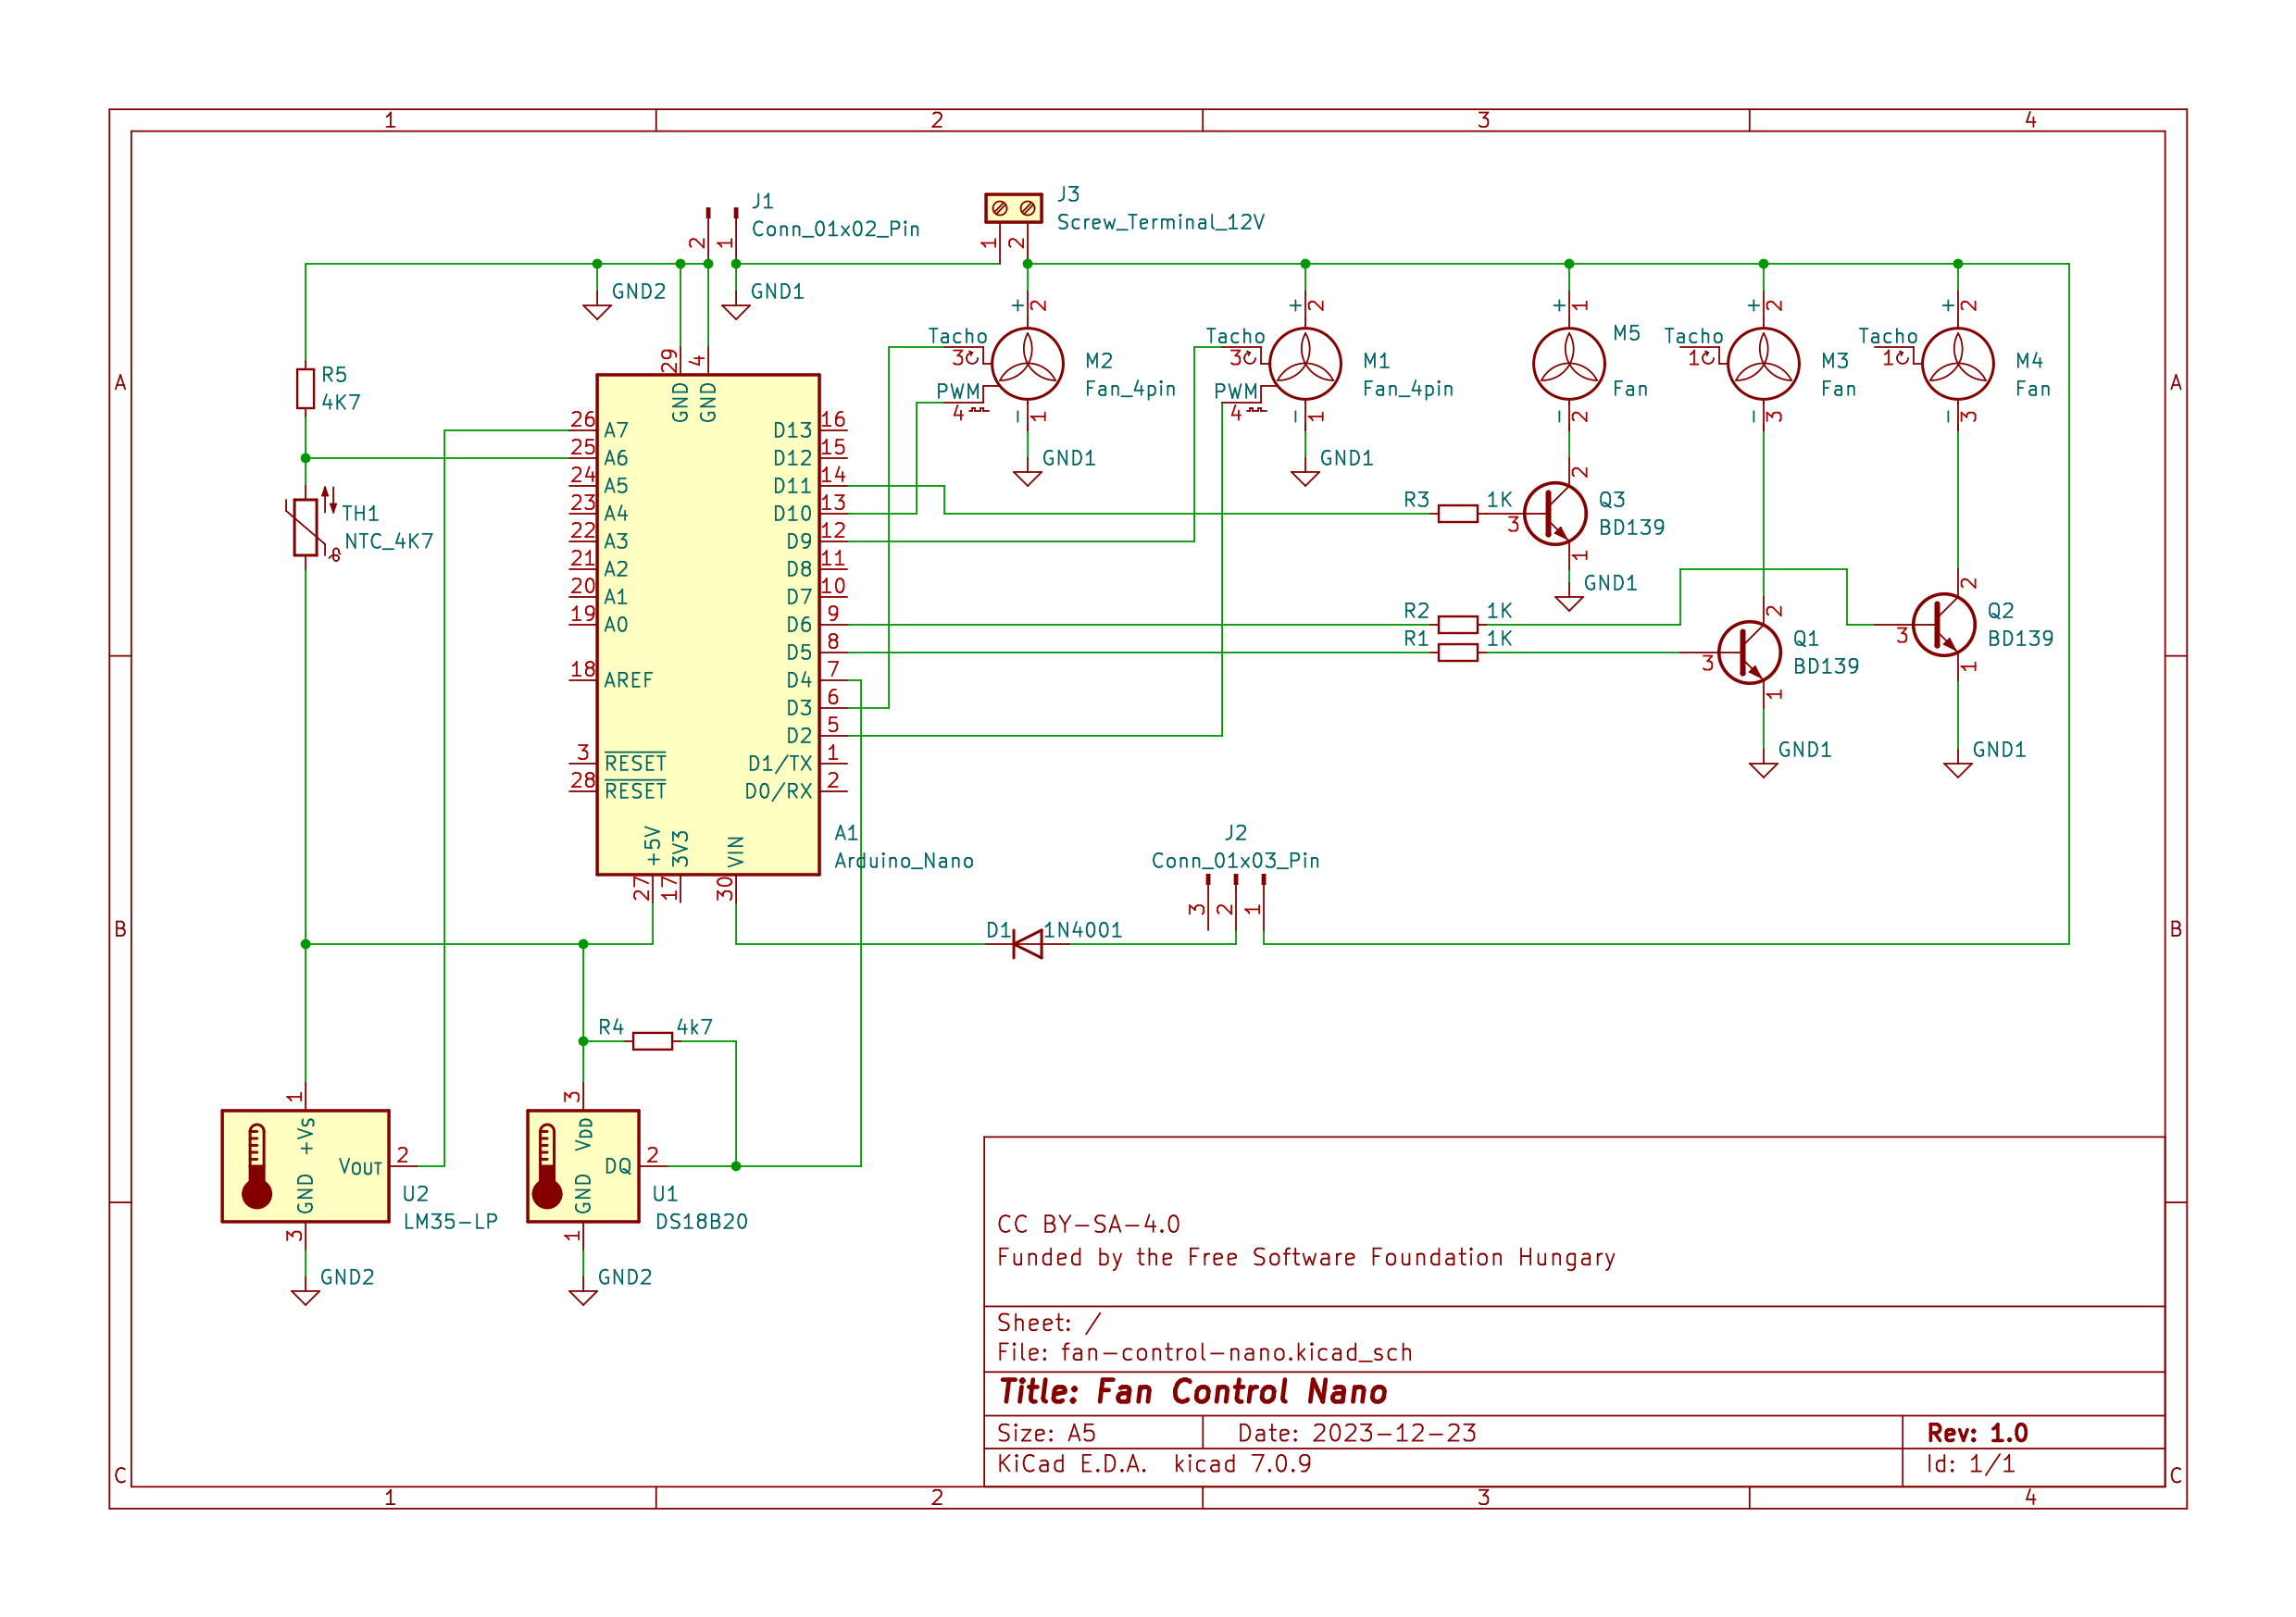 1 2 3 4
J1
Conn_01x02_Pin
2 1
J3
Screw_Terminal_12V
1 2
GND2
GND1
A
A
R5
4K7
TH1
NTC_4K7
29 4
GND GND
26 A7
25 A6
24 A5
23 A4
22 A3
21 A2
20 A1
19 A0
18 AREF
3 RESET
28 RESET
D13 16
D12 15
D11 14
D10 13
D9 12
D8 11
D7 10
D6 9
D5 8
D4 7
D3 6
D2 5
D1/TX 1
D0/RX 2
+5V 3V3 VIN
27 17 30
A1
Arduino_Nano
+ 2
Tacho
3
PWM
4
- 1
M2
Fan_4pin
GND1
+ 2
Tacho
3
PWM
4
- 1
M1
Fan_4pin
GND1
+ 1
M5
Fan
- 2
+ 2
Tacho
1
M3
Fan
- 3
+ 2
Tacho
1
M4
Fan
- 3
R3 1K
2
3
1
Q3
BD139
GND1
R2 1K
R1 1K
2
3
1
Q1
BD139
GND1
2
3
1
Q2
BD139
GND1
J2
Conn_01x03_Pin
3 2 1
D1 1N4001
B
B
R4 4k7
1
+Vs
VOUT 2
GND
3
U2
LM35-LP
GND2
3
VDD
DQ 2
GND
1
U1
DS18B20
GND2
CC BY-SA-4.0
Funded by the Free Software Foundation Hungary
Sheet: /
File: fan-control-nano.kicad_sch
Title: Fan Control Nano
Size: A5 Date: 2023-12-23 Rev: 1.0
KiCad E.D.A. kicad 7.0.9 Id: 1/1
C
C
1 2 3 4